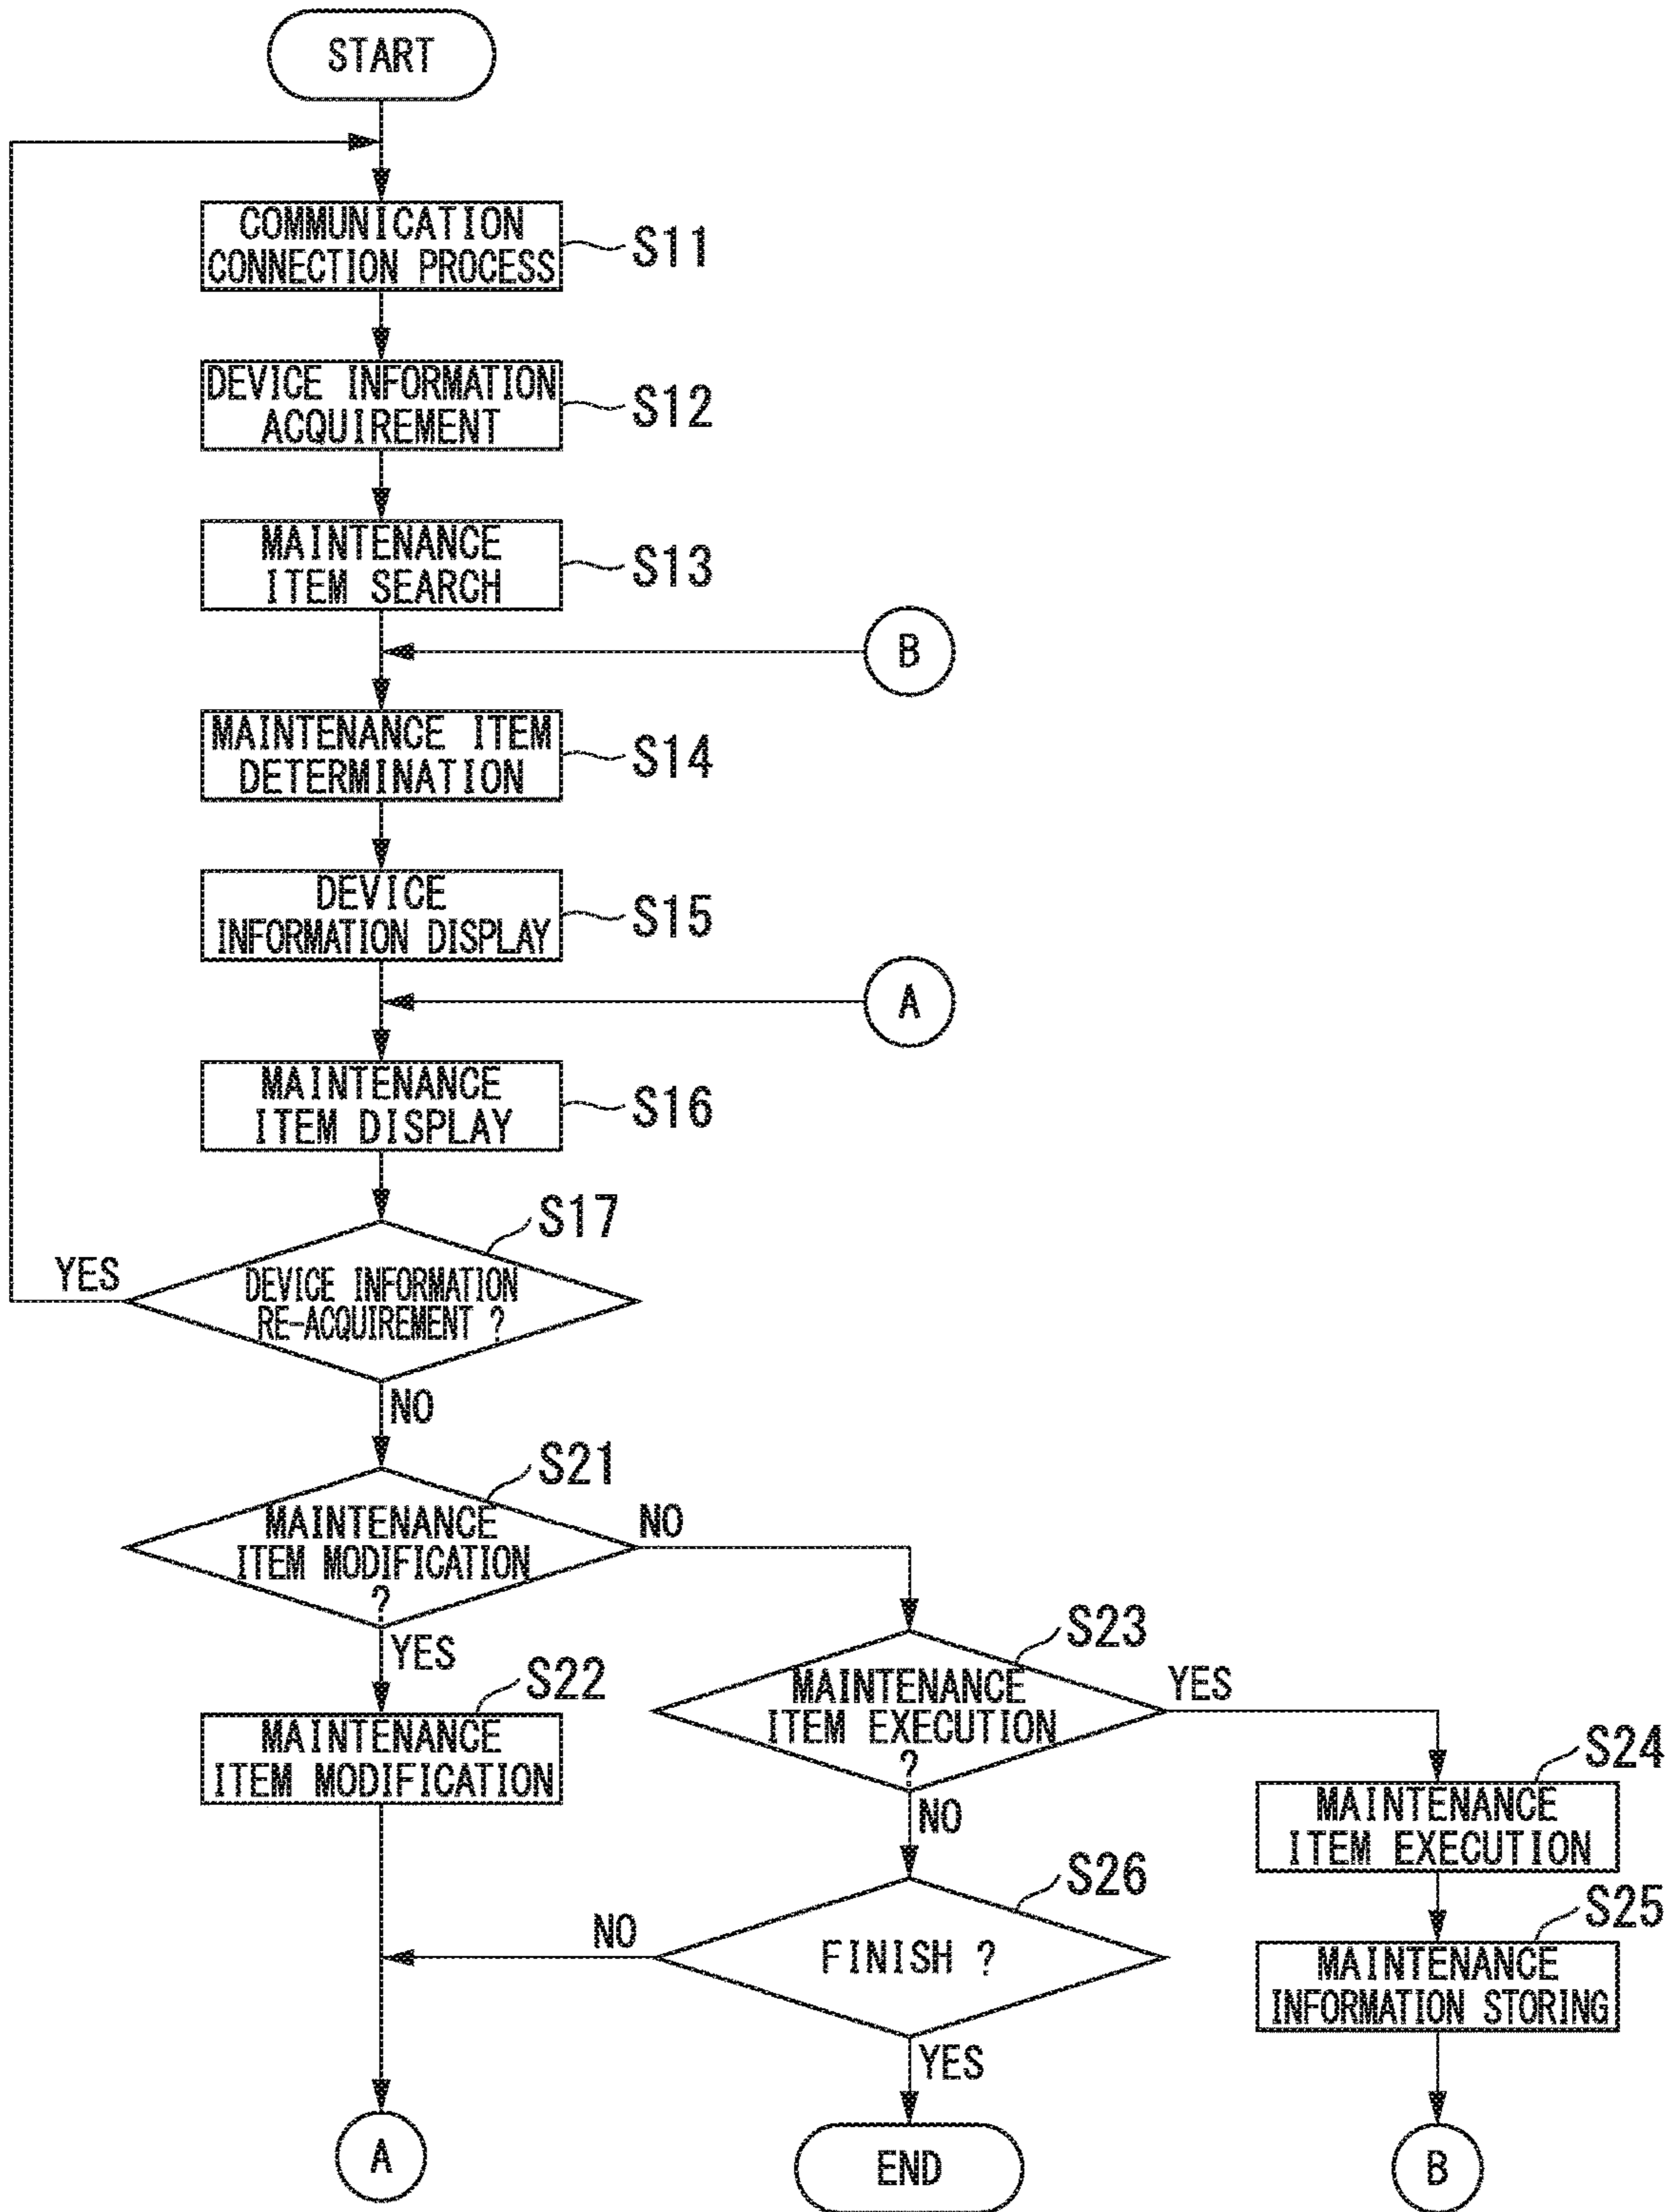 START
COMMUNICATION
CONNECTION PROCESS
S11
DEVICE INFORMATION
ACQUIREMENT
S12
MAINTENANCE
ITEM SEARCH
S13
B
MAINTENANCE ITEM
DETERMINATION
S14
DEVICE
INFORMATION DISPLAY
S15
A
MAINTENANCE
ITEM DISPLAY
S16
S17
YES
DEVICE INFORMATION
RE-ACQUIREMENT ?
NO
S21
MAINTENANCE
ITEM MODIFICATION
?
NO
YES
S22
MAINTENANCE
ITEM MODIFICATION
S23
MAINTENANCE
ITEM EXECUTION
?
YES
NO
S24
MAINTENANCE
ITEM EXECUTION
S26
FINISH ?
NO
YES
S25
MAINTENANCE
INFORMATION STORING
A
END
B